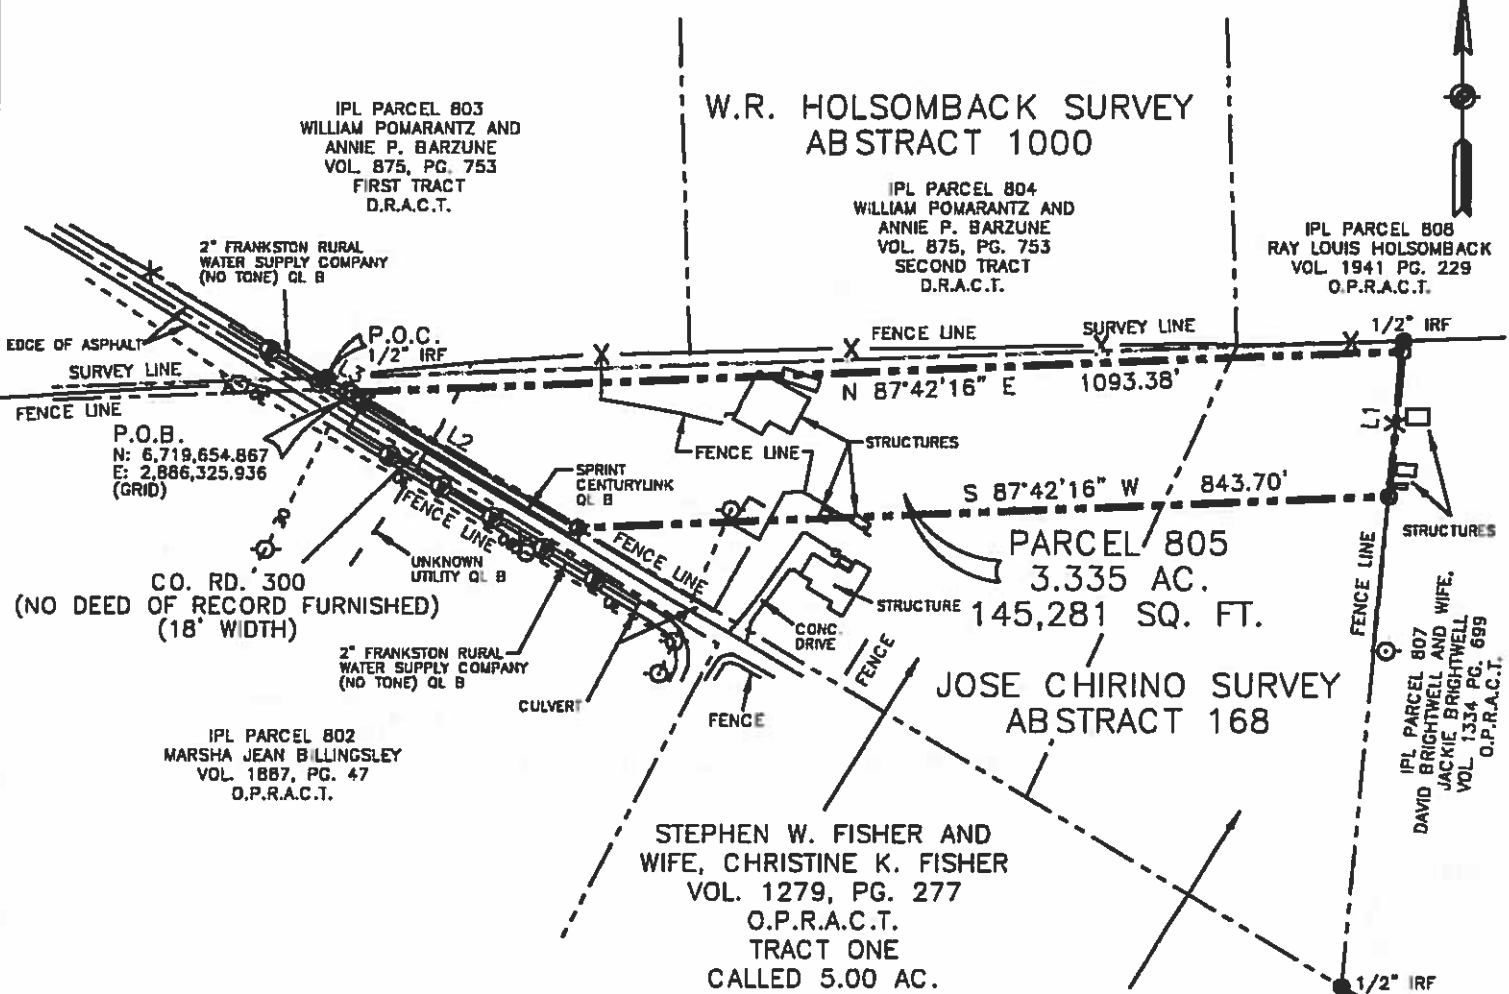 IPL PARCEL 803
WILLIAM POMARANTZ AND
ANNIE P. BARZUNE
VOL. 875, PG. 753
FIRST TRACT
D.R.A.C.T.
W.R. HOLSOMBACK SURVEY
ABSTRACT 1000
IPL PARCEL 804
WILLIAM POMARANTZ AND
ANNIE P. BARZUNE
VOL. 875, PG. 753
SECOND TRACT
D.R.A.C.T.
IPL PARCEL 808
RAY LOUIS HOLSOMBACK
VOL. 1941 PG. 229
O.P.R.A.C.T.
2" FRANKSTON RURAL
WATER SUPPLY COMPANY
(NO TONE) QL B
EDGE OF ASPHALT
P.O.C.
1/2" IRF
L3
FENCE LINE
SURVEY LINE
1/2" IRF
SURVEY LINE
FENCE LINE
N 87°42'16" E 1093.38'
L1
P.O.B.
N: 6,719,654.867
E: 2,886,325.936
(GRID)
L2
FENCE LINE
STRUCTURES
SPRINT
CENTURYLINK
QL B
S 87°42'16" W 843.70'
STRUCTURES
FENCE LINE
FENCE LINE
UNKNOWN
UTILITY QL B
CO. RD. 300
(NO DEED OF RECORD FURNISHED)
(18' WIDTH)
PARCEL 805
3.335 AC.
145,281 SQ. FT.
STRUCTURE
CONC.
DRIVE
FENCE
FENCE LINE
2" FRANKSTON RURAL
WATER SUPPLY COMPANY
(NO TONE) QL B
CULVERT
FENCE
JOSE CHIRINO SURVEY
ABSTRACT 168
IPL PARCEL 807
DAVID BRIGHTWELL AND WIFE,
JACKIE BRIGHTWELL
VOL. 1334 PG. 699
O.P.R.A.C.T.
IPL PARCEL 802
MARSHA JEAN BILLINGSLEY
VOL. 1887, PG. 47
O.P.R.A.C.T.
STEPHEN W. FISHER AND
WIFE, CHRISTINE K. FISHER
VOL. 1279, PG. 277
O.P.R.A.C.T.
TRACT ONE
CALLED 5.00 AC.
1/2" IRF